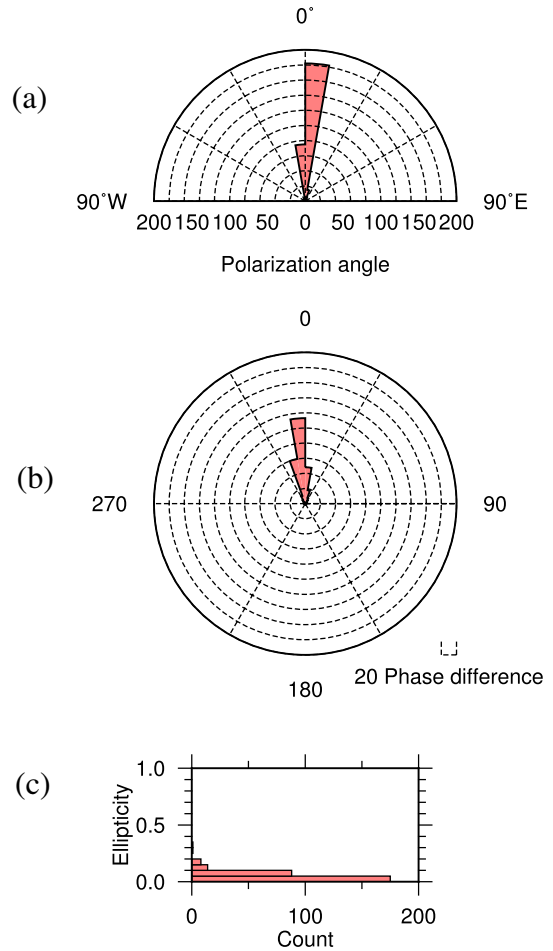 0˚
(a)
90˚W 90˚E
200 150 100 50 0 50 100 150 200
Polarization angle
0
(b)
270 90
20 Phase difference
180
(c)
1.0
Ellipticity
0.5
0.0
0 100 200
Count